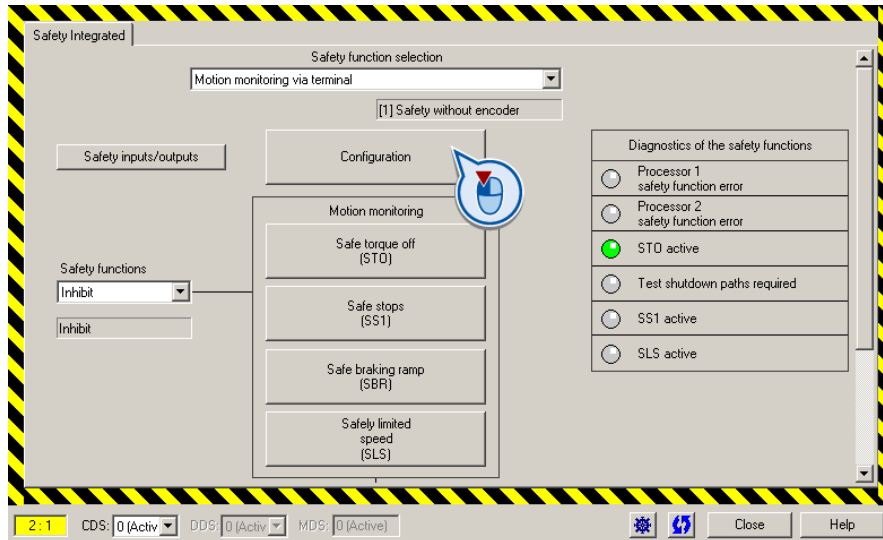 Safety Integrated
Safety function selection
Motion monitoring via terminal
[1] Safety without encoder
Safety inputs/outputs
Configuration
Motion monitoring
Safe torque off
(STO)
Safety functions
Inhibit
Inhibit
Safe stops
(SS1)
Safe braking ramp
(SBR)
Safely limited
speed
(SLS)
Diagnostics of the safety functions
Processor 1
safety function error
Processor 2
safety function error
STO active
Test shutdown paths required
SS1 active
SLS active
2 : 1 CDS: 0 (Activ DDS: 0 (Activ MDS: 0 (Active) Close Help